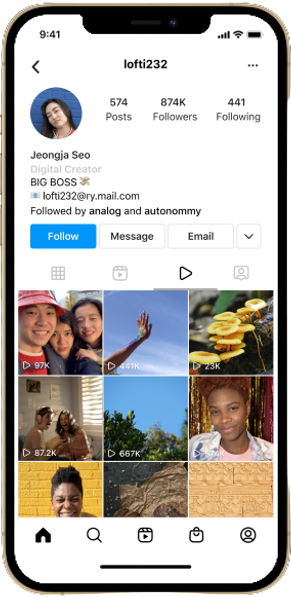 9:41
lofti232
574 874K 441
Posts Followers Following
Jeongja Seo
Digital Creator
BIG BOSS 💸
📧 lofti232@ry.mail.com
Followed by analog and autonommy
Follow Message Email
97K 441K 23K
87.2K 667K